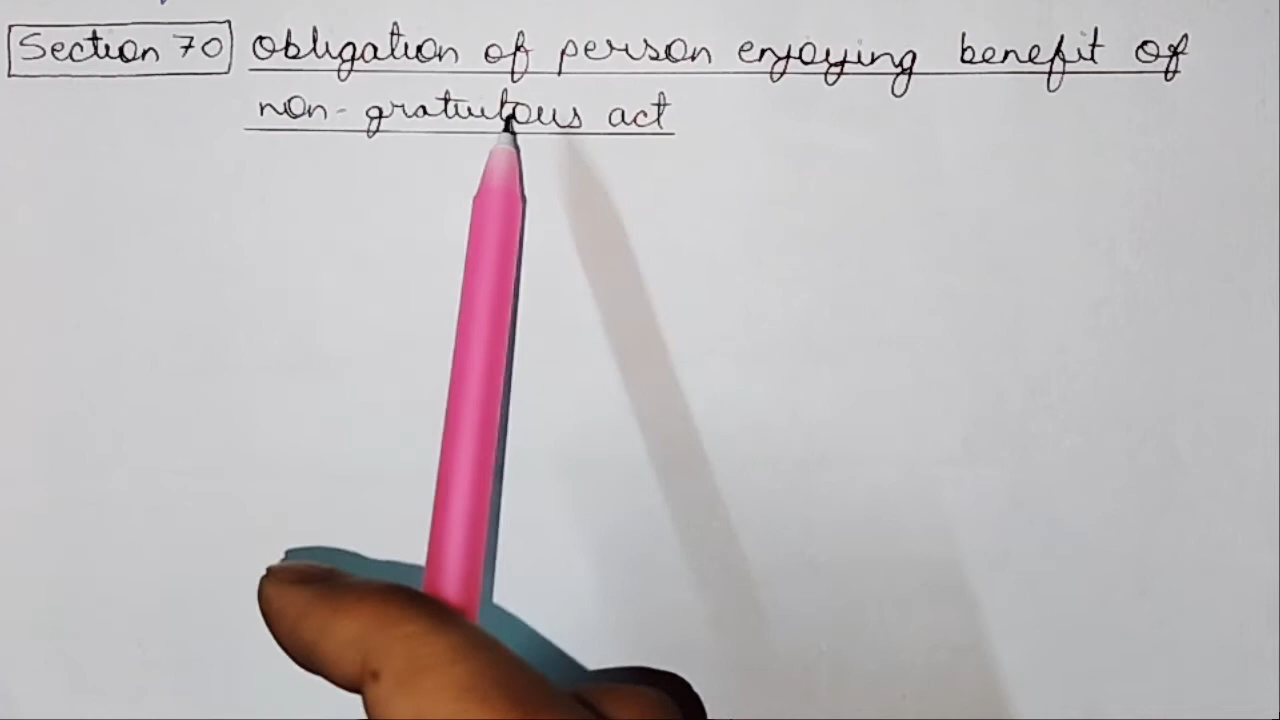 Section 70 Obligation of person enjoying benefit of
non-gratuitous act